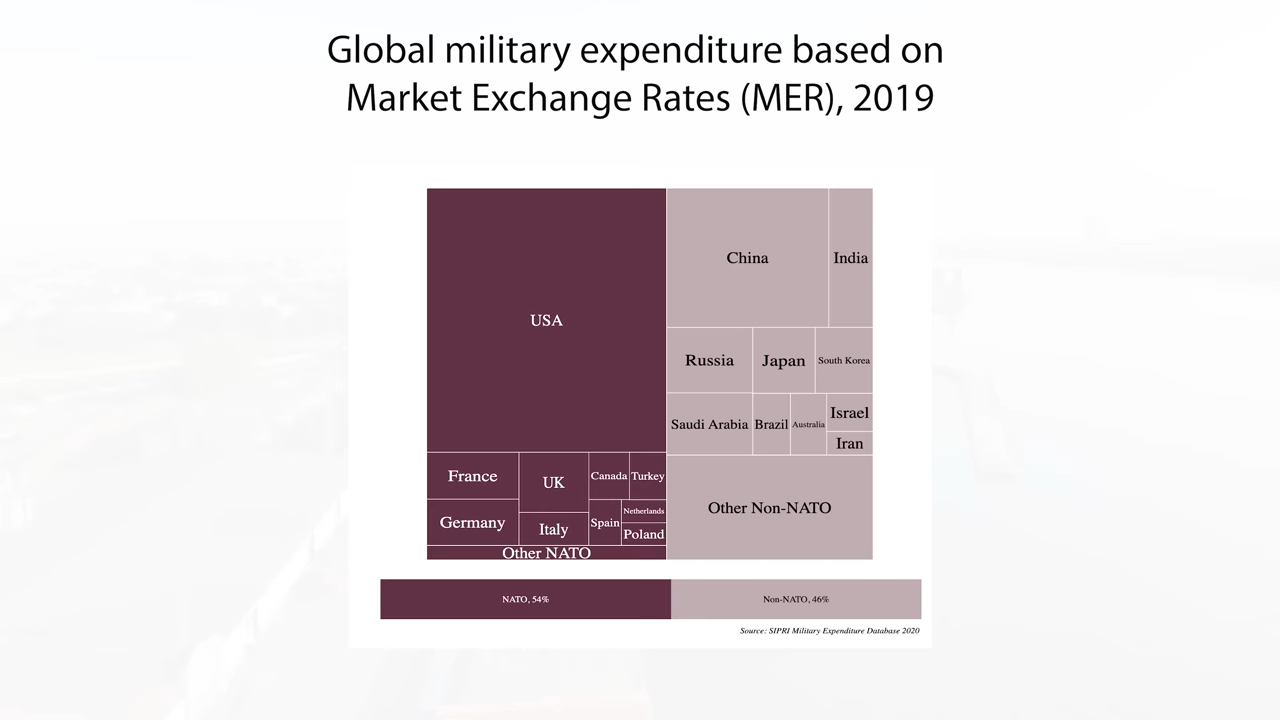 Global military expenditure based on
Market Exchange Rates (MER), 2019
USA
China
India
Russia
Japan
South Korea
Saudi Arabia
Brazil
Australia
Israel
Iran
France
UK
Canada
Turkey
Germany
Italy
Spain
Netherlands
Poland
Other NATO
Other Non-NATO
NATO, 54%
Non-NATO, 46%
Source: SIPRI Military Expenditure Database 2020